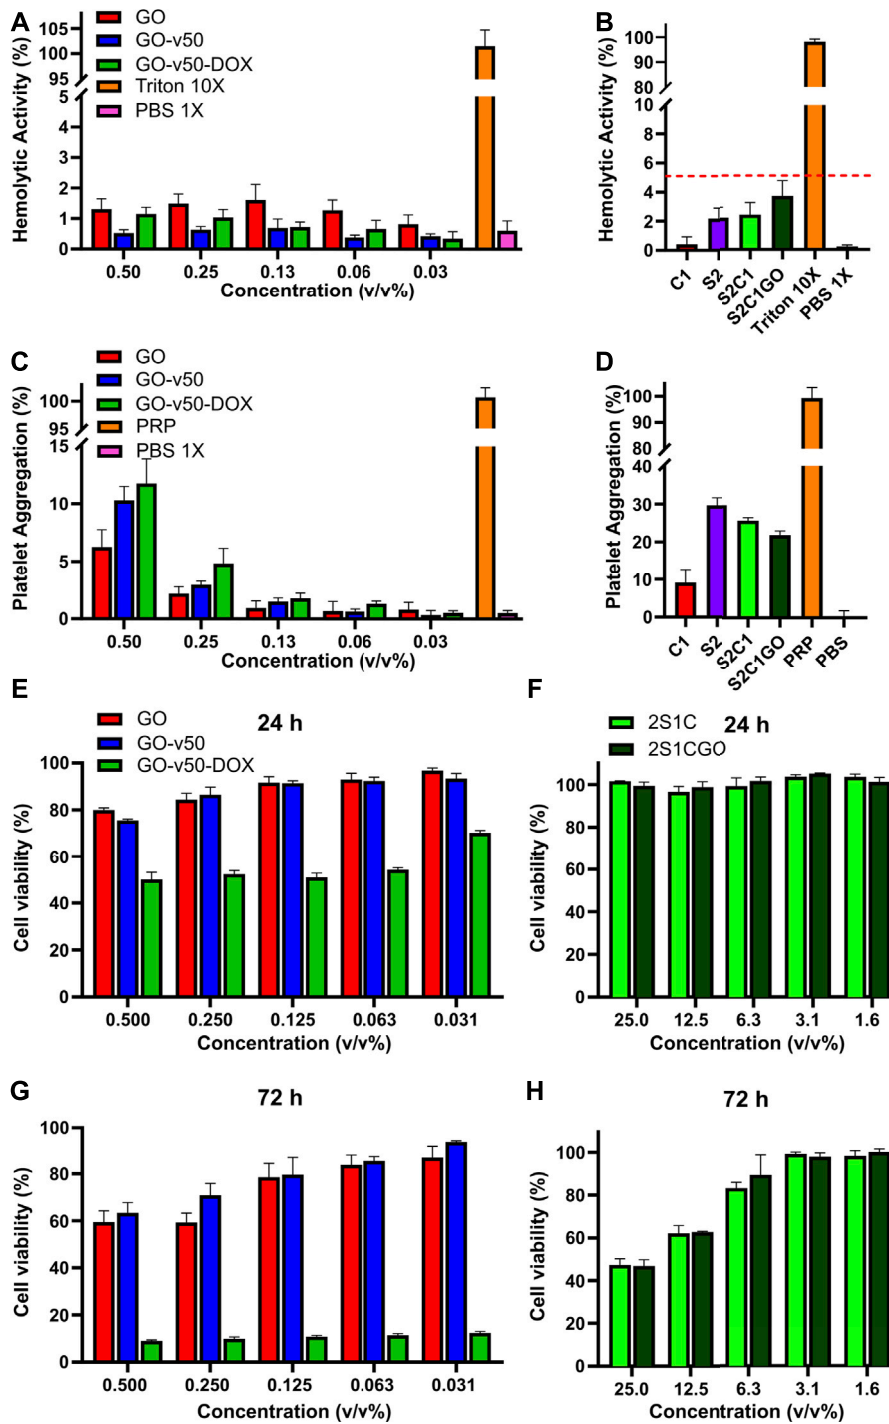 A
Hemolytic Activity (%)
105
100
95
5
4
3
2
1
0
GO
GO-v50
GO-v50-DOX
Triton 10X
PBS 1X
0.50 0.25 0.13 0.06 0.03
Concentration (v/v%)
B
Hemolytic Activity (%)
100
80
10
8
6
4
2
0
C1 S2 S2C1 S2C1GO Triton 10X PBS 1X
C
Platelet Aggregation (%)
100
95
15
10
5
0
GO
GO-v50
GO-v50-DOX
PRP
PBS 1X
0.50 0.25 0.13 0.06 0.03
Concentration (v/v%)
D
Platelet Aggregation (%)
100
90
80
40
30
20
10
0
C1 S2 S2C1 S2C1GO PRP PBS
E
24 h
GO
GO-v50
GO-v50-DOX
Cell viability (%)
100
80
60
40
20
0
0.500 0.250 0.125 0.063 0.031
Concentration (v/v%)
F
24 h
2S1C
2S1CGO
Cell viability (%)
100
80
60
40
20
0
25.0 12.5 6.3 3.1 1.6
Concentration (v/v%)
G
72 h
Cell viability (%)
100
80
60
40
20
0
0.500 0.250 0.125 0.063 0.031
Concentration (v/v%)
H
72 h
Cell viability (%)
100
80
60
40
20
0
25.0 12.5 6.3 3.1 1.6
Concentration (v/v%)